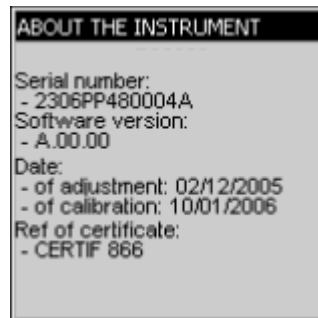 ABOUT THE INSTRUMENT
Serial number:
- 2306PP480004A
Software version:
- A.00.00
Date:
- of adjustment: 02/12/2005
- of calibration: 10/01/2006
Ref of certificate:
- CERTIF 866